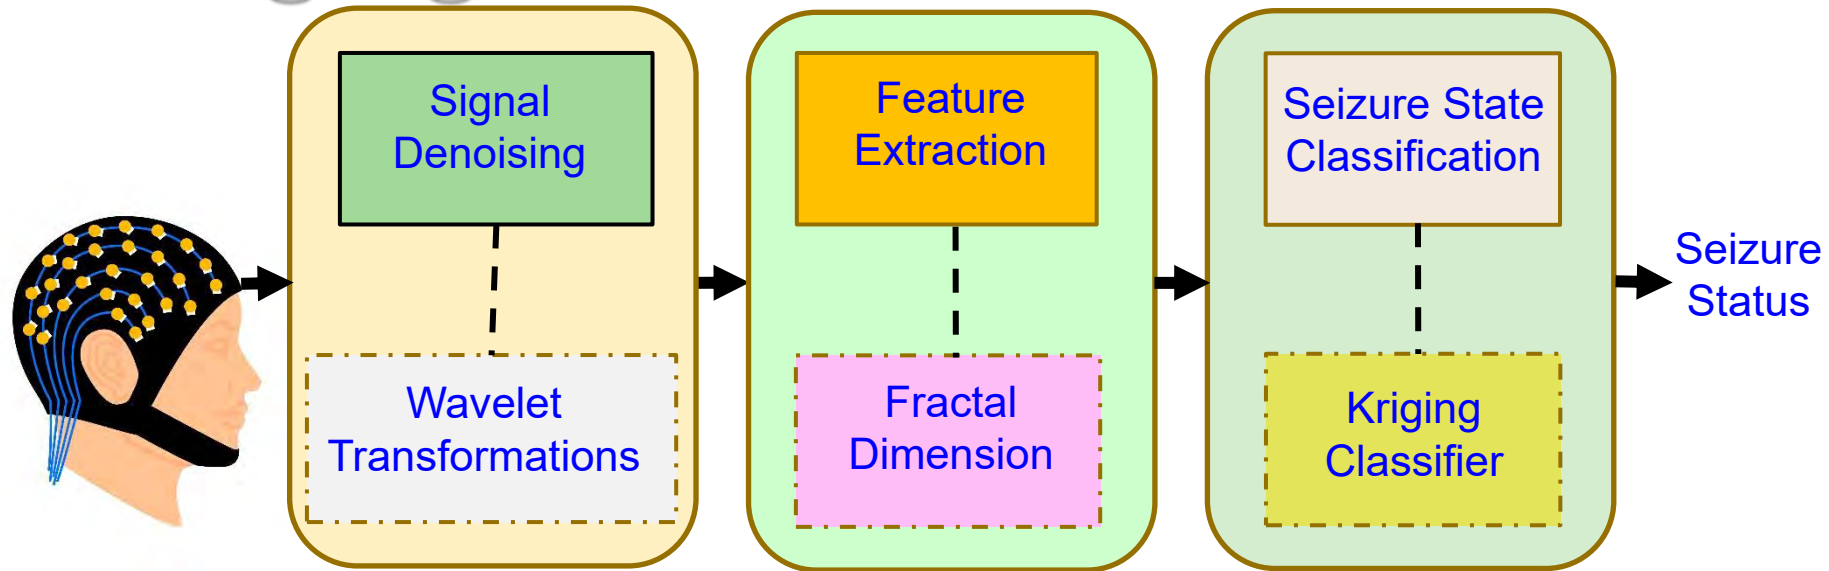 Signal
Denoising
Wavelet
Transformations
Feature
Extraction
Fractal
Dimension
Seizure State
Classification
Kriging
Classifier
Seizure
Status